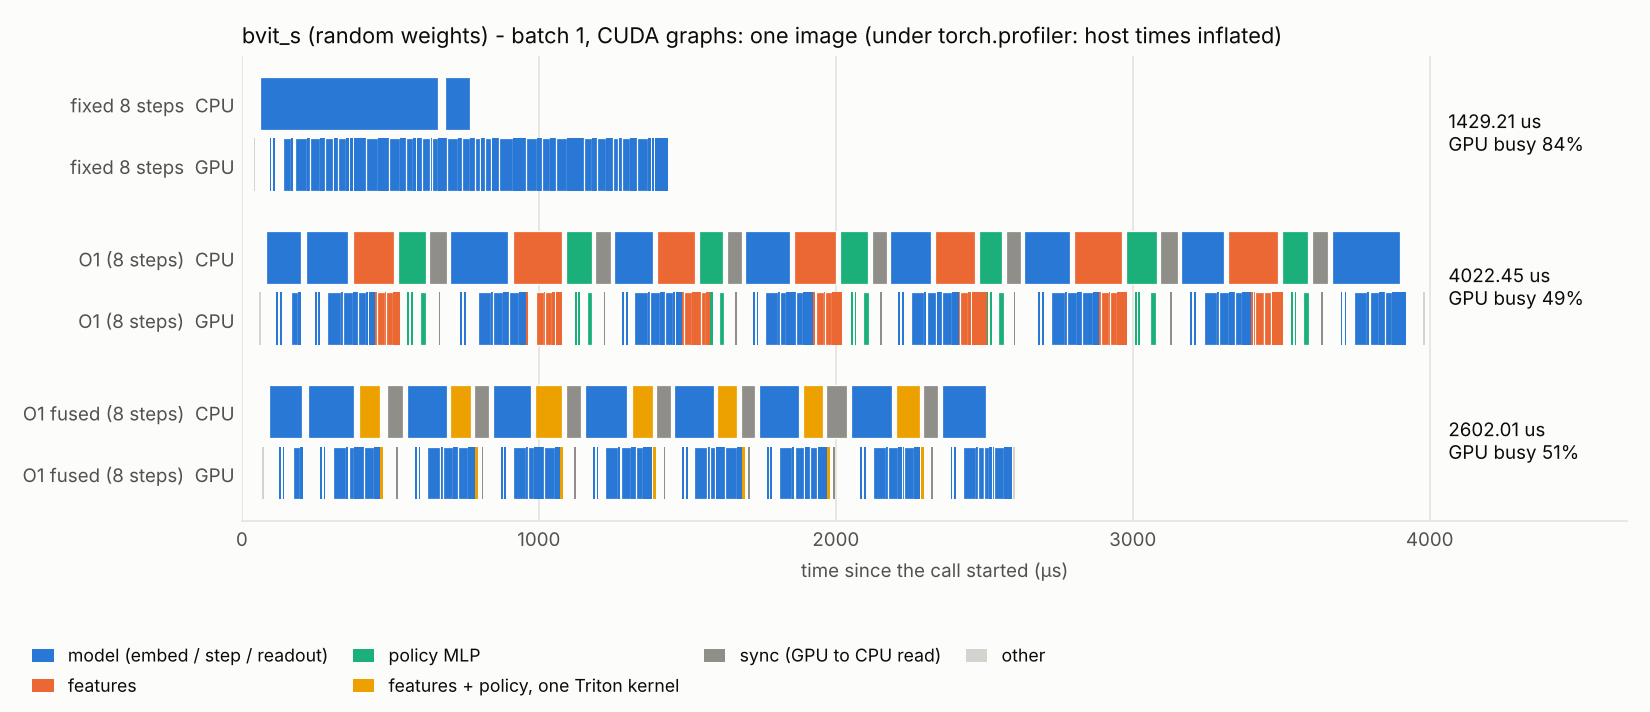 bvit_s (random weights) - batch 1, CUDA graphs: one image (under torch.profiler: host times inflated)
fixed 8 steps CPU
fixed 8 steps GPU
1429.21 us
GPU busy 84%
O1 (8 steps) CPU
O1 (8 steps) GPU
4022.45 us
GPU busy 49%
O1 fused (8 steps) CPU
O1 fused (8 steps) GPU
2602.01 us
GPU busy 51%
0 1000 2000 3000 4000
time since the call started (µs)
model (embed / step / readout)
policy MLP
sync (GPU to CPU read)
other
features
features + policy, one Triton kernel